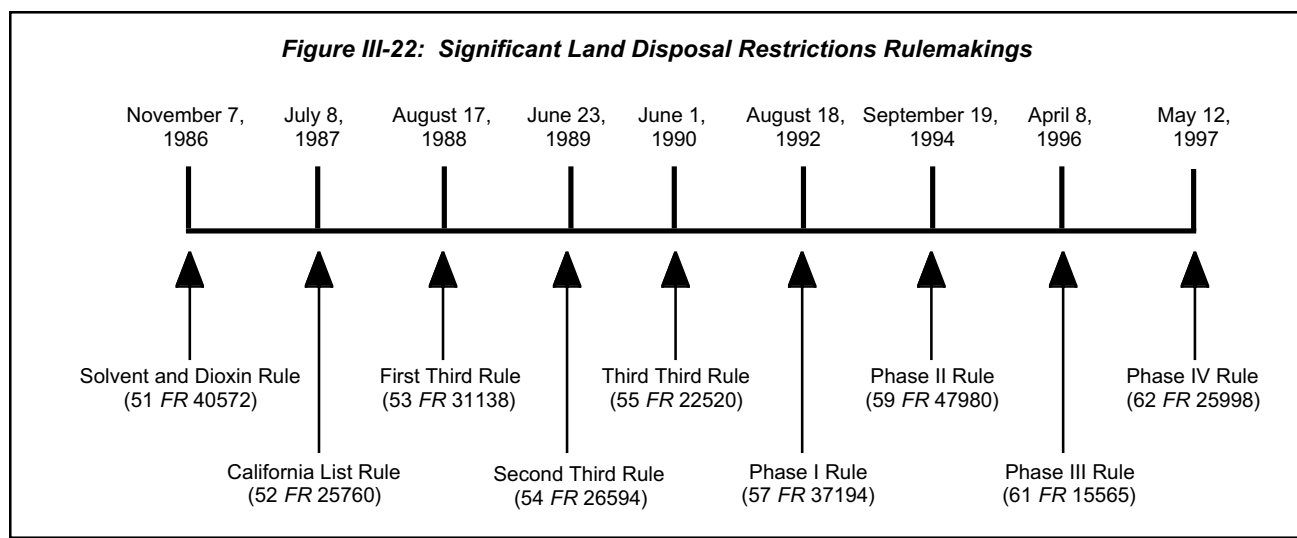 Figure III-22: Significant Land Disposal Restrictions Rulemakings
November 7,
1986
July 8,
1987
August 17,
1988
June 23,
1989
June 1,
1990
August 18,
1992
September 19,
1994
April 8,
1996
May 12,
1997
Solvent and Dioxin Rule
(51 FR 40572)
First Third Rule
(53 FR 31138)
Third Third Rule
(55 FR 22520)
Phase II Rule
(59 FR 47980)
Phase IV Rule
(62 FR 25998)
California List Rule
(52 FR 25760)
Second Third Rule
(54 FR 26594)
Phase I Rule
(57 FR 37194)
Phase III Rule
(61 FR 15565)